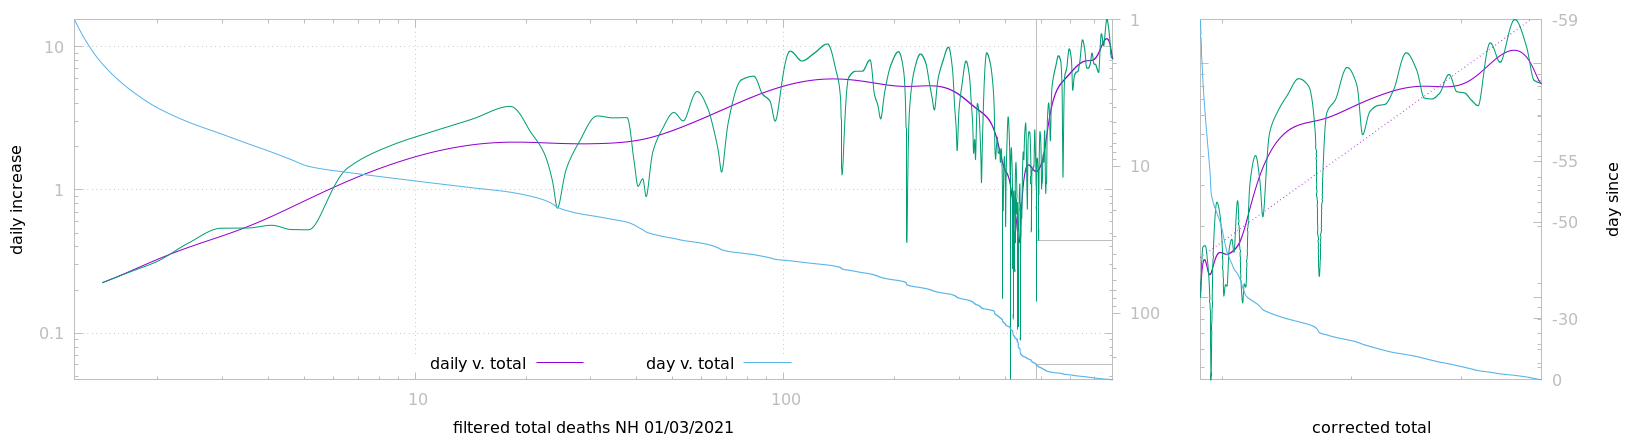 10
1
0.1
daily increase
daily v. total
day v. total
10
100
filtered total deaths NH 01/03/2021
1
10
100
-59
-55
-50
-30
0
day since
corrected total